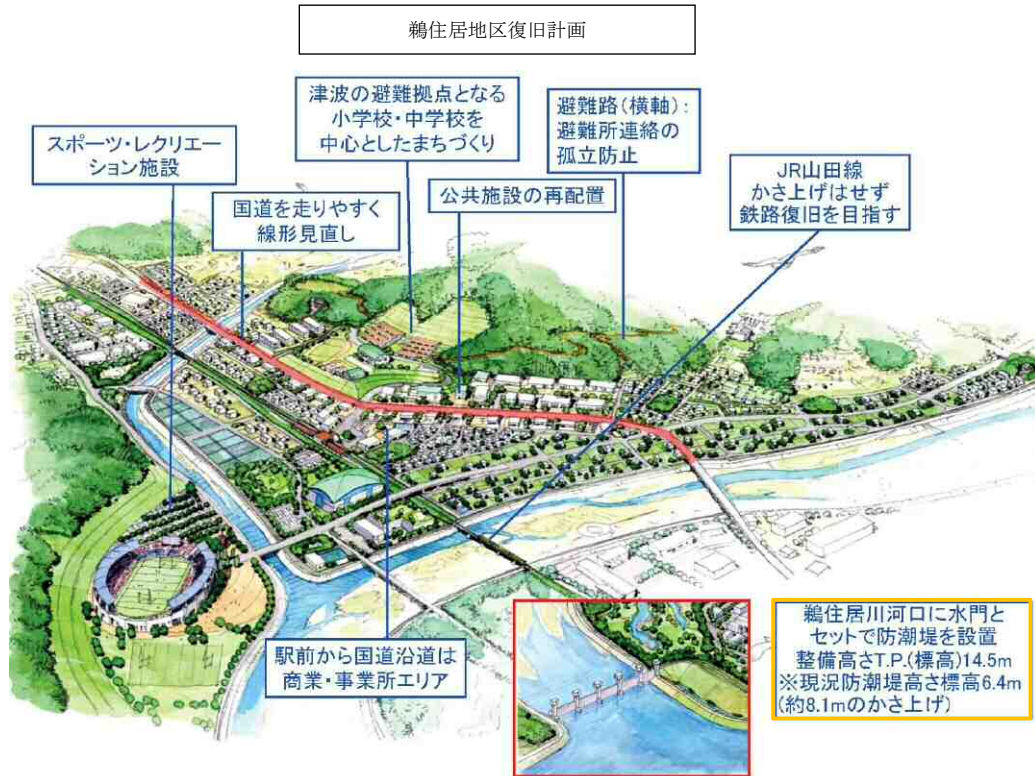 鵜住居地区復旧計画
津波の避難拠点となる
小学校・中学校を
中心としたまちづくり
避難路(横軸):
避難所連絡の
孤立防止
スポーツ・レクリエー
ション施設
国道を走りやすく
線形見直し
公共施設の再配置
JR山田線
かさ上げはせず
鉄路復旧を目指す
駅前から国道沿道は
商業・事業所エリア
鵜住居川河口に水門と
セットで防潮堤を設置
整備高さT.P.(標高)14.5m
※現況防潮堤高さ標高6.4m
(約8.1mのかさ上げ)